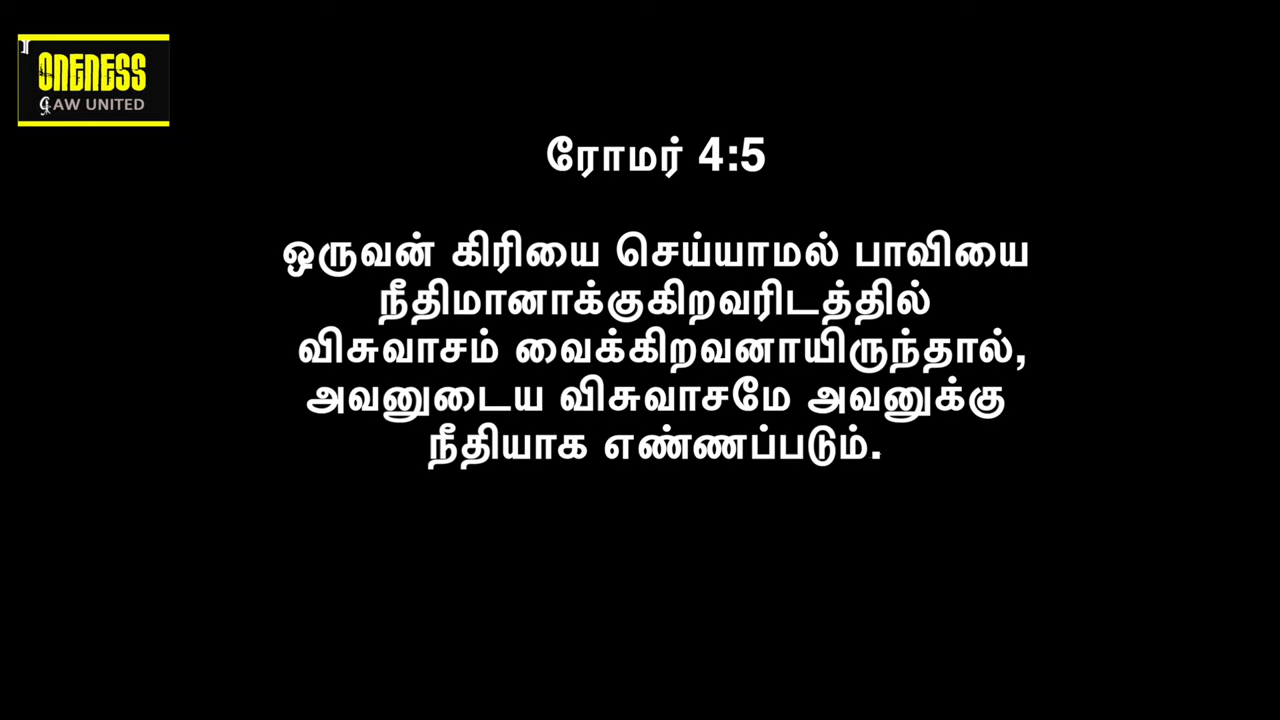 ONENESS
LAW UNITED
ரோமர் 4:5
ஒருவன் கிரியை செய்யாமல் பாவியை
நீதிமானாக்குகிறவரிடத்தில்
விசுவாசம் வைக்கிறவனாயிருந்தால்,
அவனுடைய விசுவாசமே அவனுக்கு
நீதியாக எண்ணப்படும்.